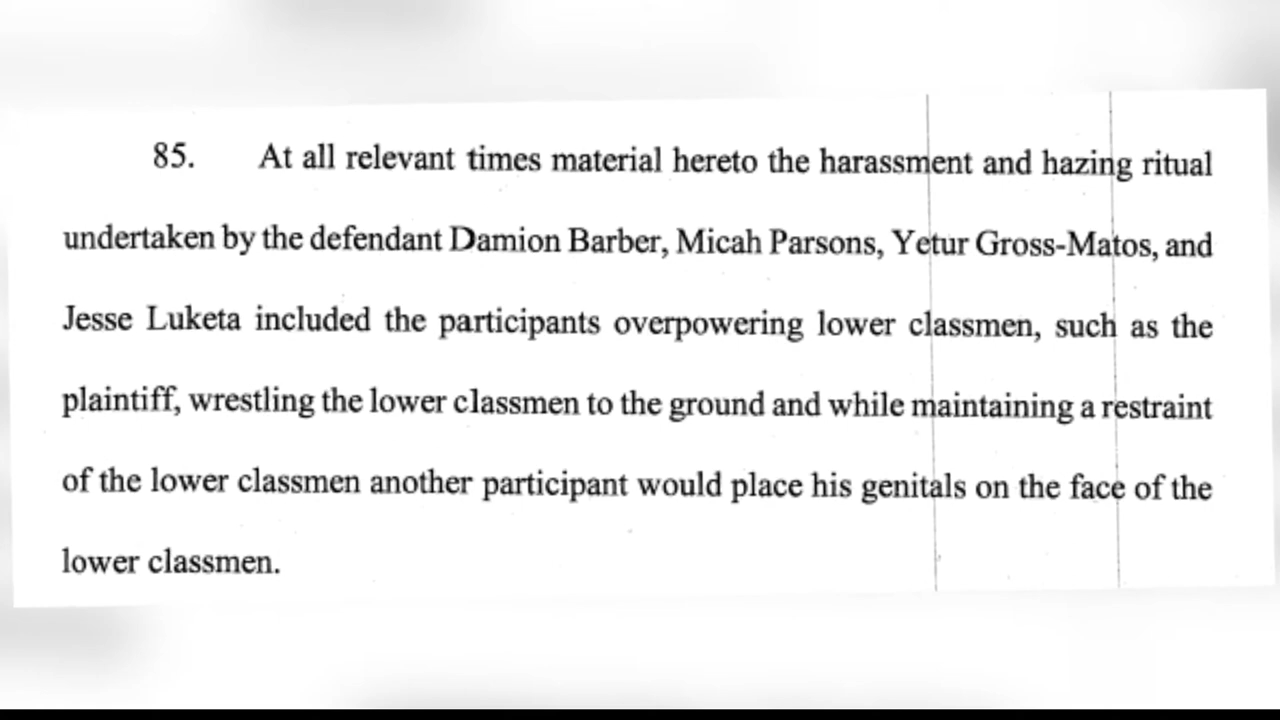 85. At all relevant times material hereto the harassment and hazing ritual
undertaken by the defendant Damion Barber, Micah Parsons, Yetur Gross-Matos, and
Jesse Luketa included the participants overpowering lower classmen, such as the
plaintiff, wrestling the lower classmen to the ground and while maintaining a restraint
of the lower classmen another participant would place his genitals on the face of the
lower classmen.